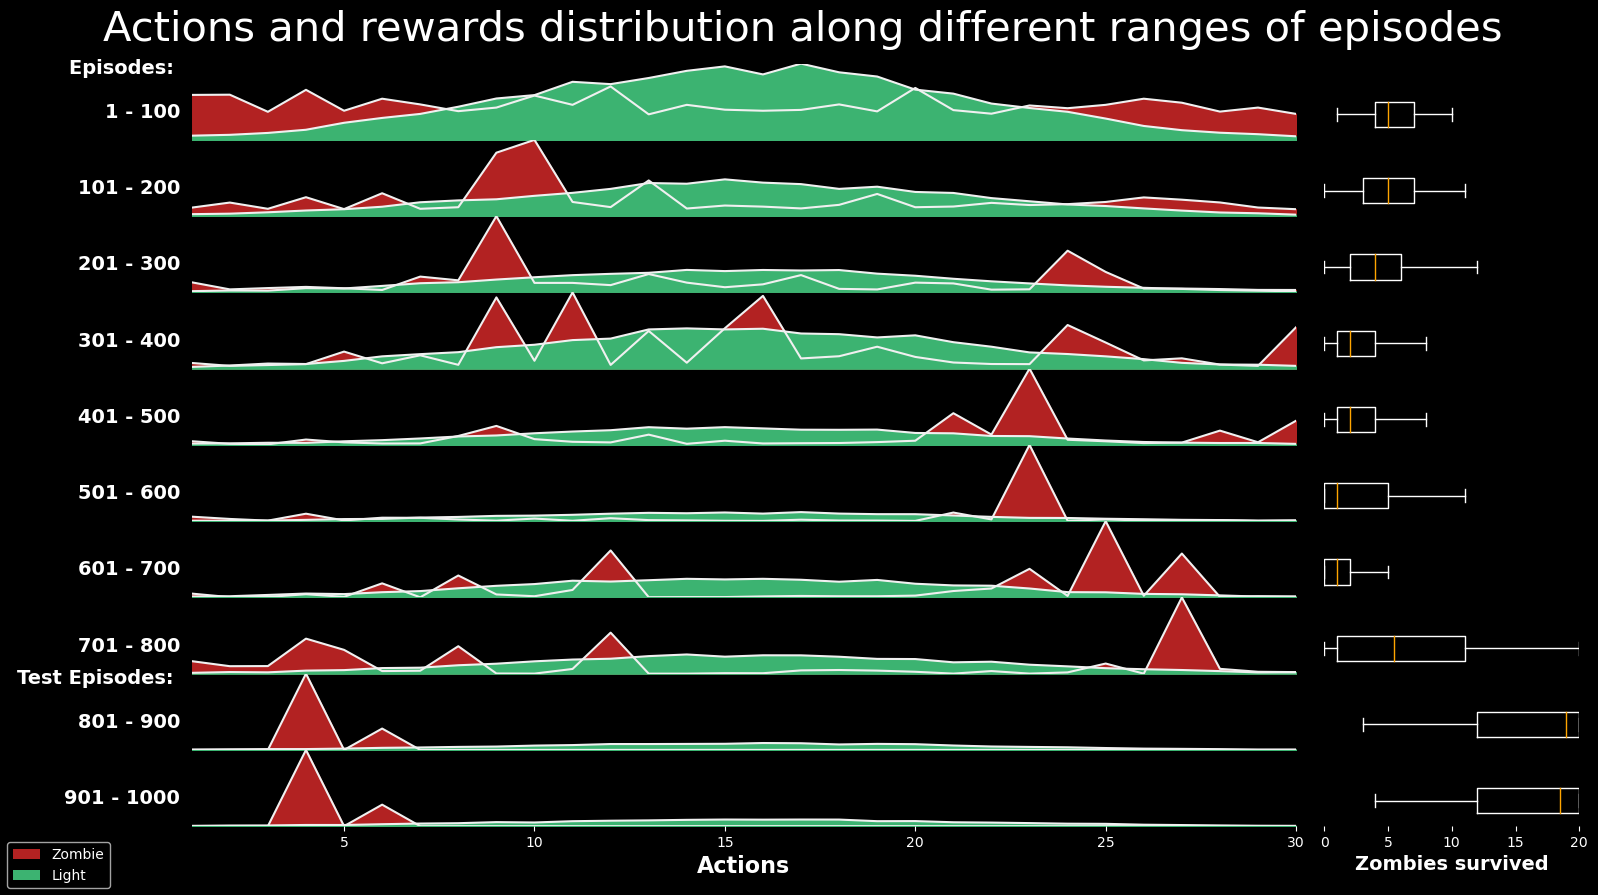 Actions and rewards distribution along different ranges of episodes
Episodes:
1 - 100
101 - 200
201 - 300
301 - 400
401 - 500
501 - 600
601 - 700
701 - 800
Test Episodes:
801 - 900
901 - 1000
5 10 15 20 25 30
0 5 10 15 20
Actions
Zombies survived
Zombie
Light